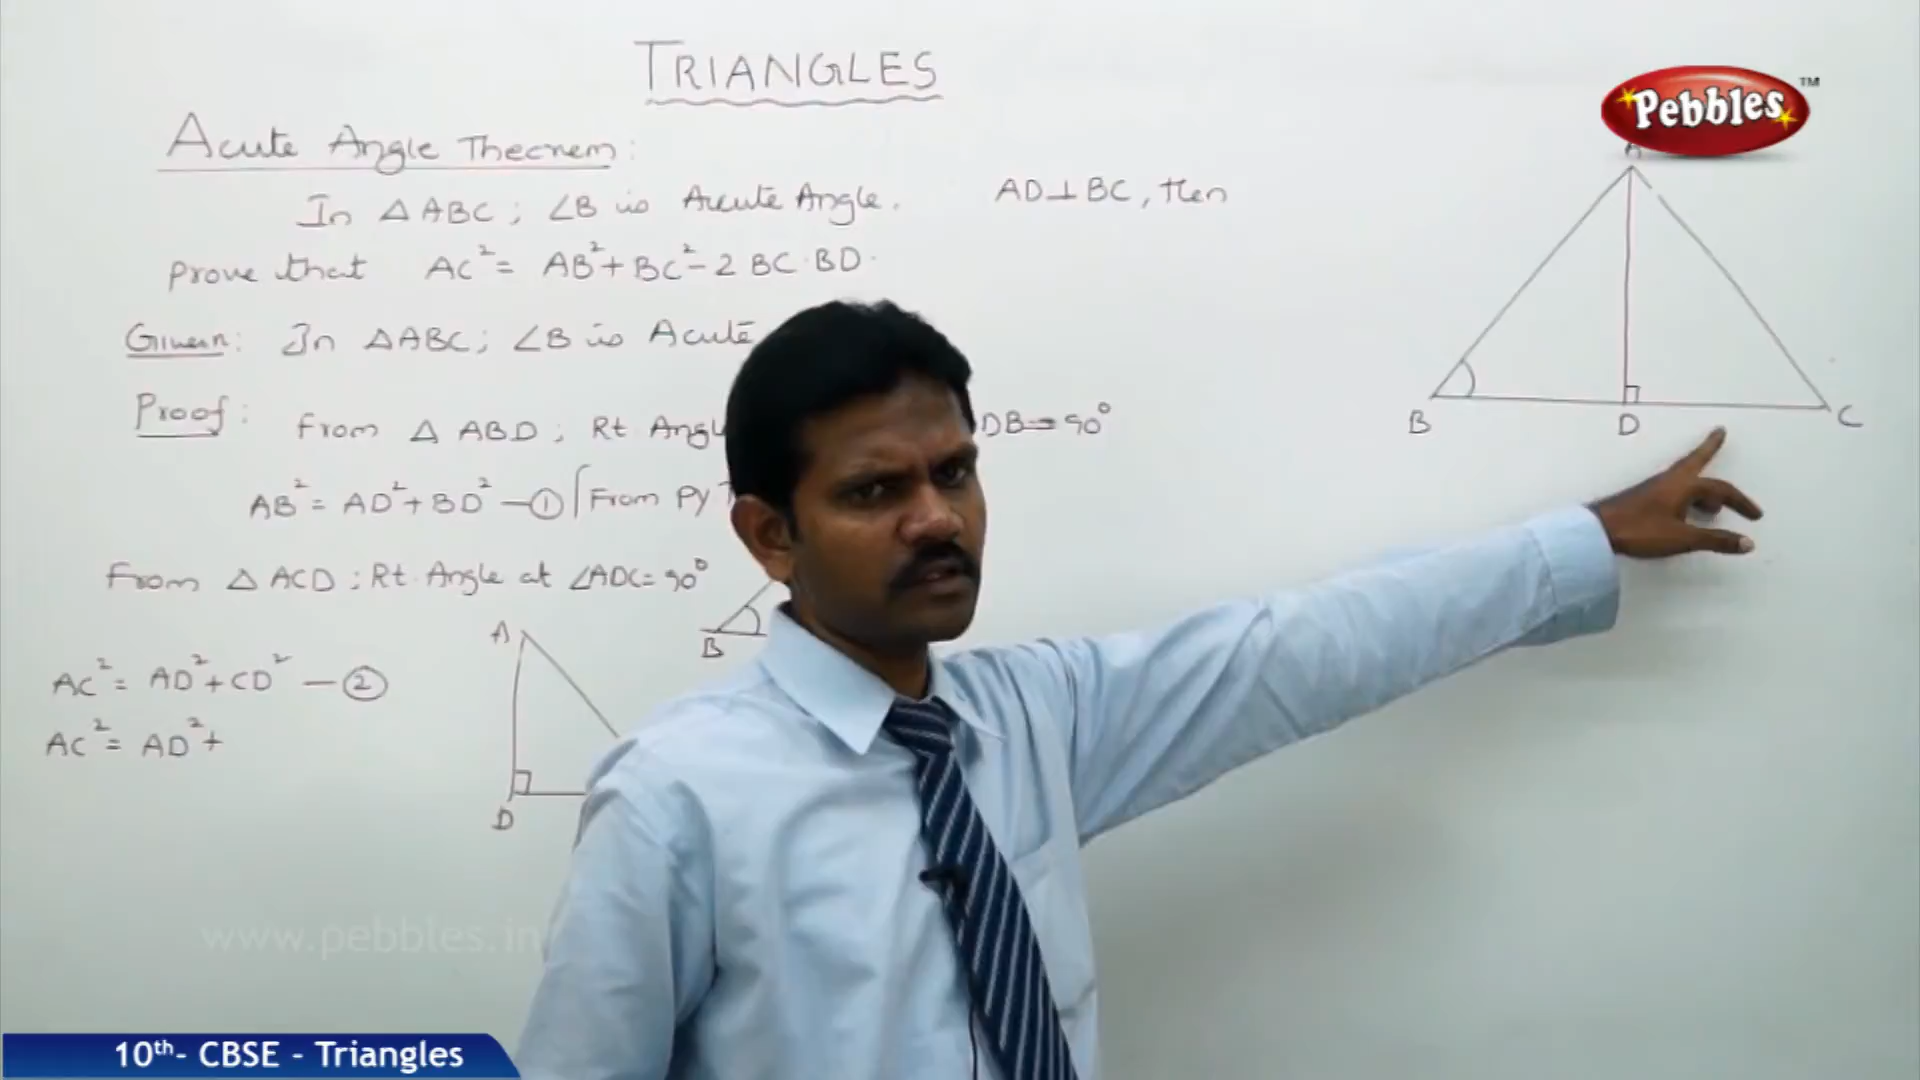 TRIANGLES
Pebbles™
Acute Angle Theorem:
In △ABC; ∠B is Acute Angle. AD⊥BC, then
prove that AC² = AB² + BC² - 2 BC·BD.
Given: In △ABC; ∠B is Acute
Proof: From △ ABD; Rt Angle DB = 90°
AB² = AD² + BD² —① [From Py
From △ ACD; Rt. Angle at ∠ADC = 90°
AC² = AD² + CD² — ②
AC² = AD² +
A
B
D
C
A
D
B
www.pebbles.in
10th- CBSE - Triangles